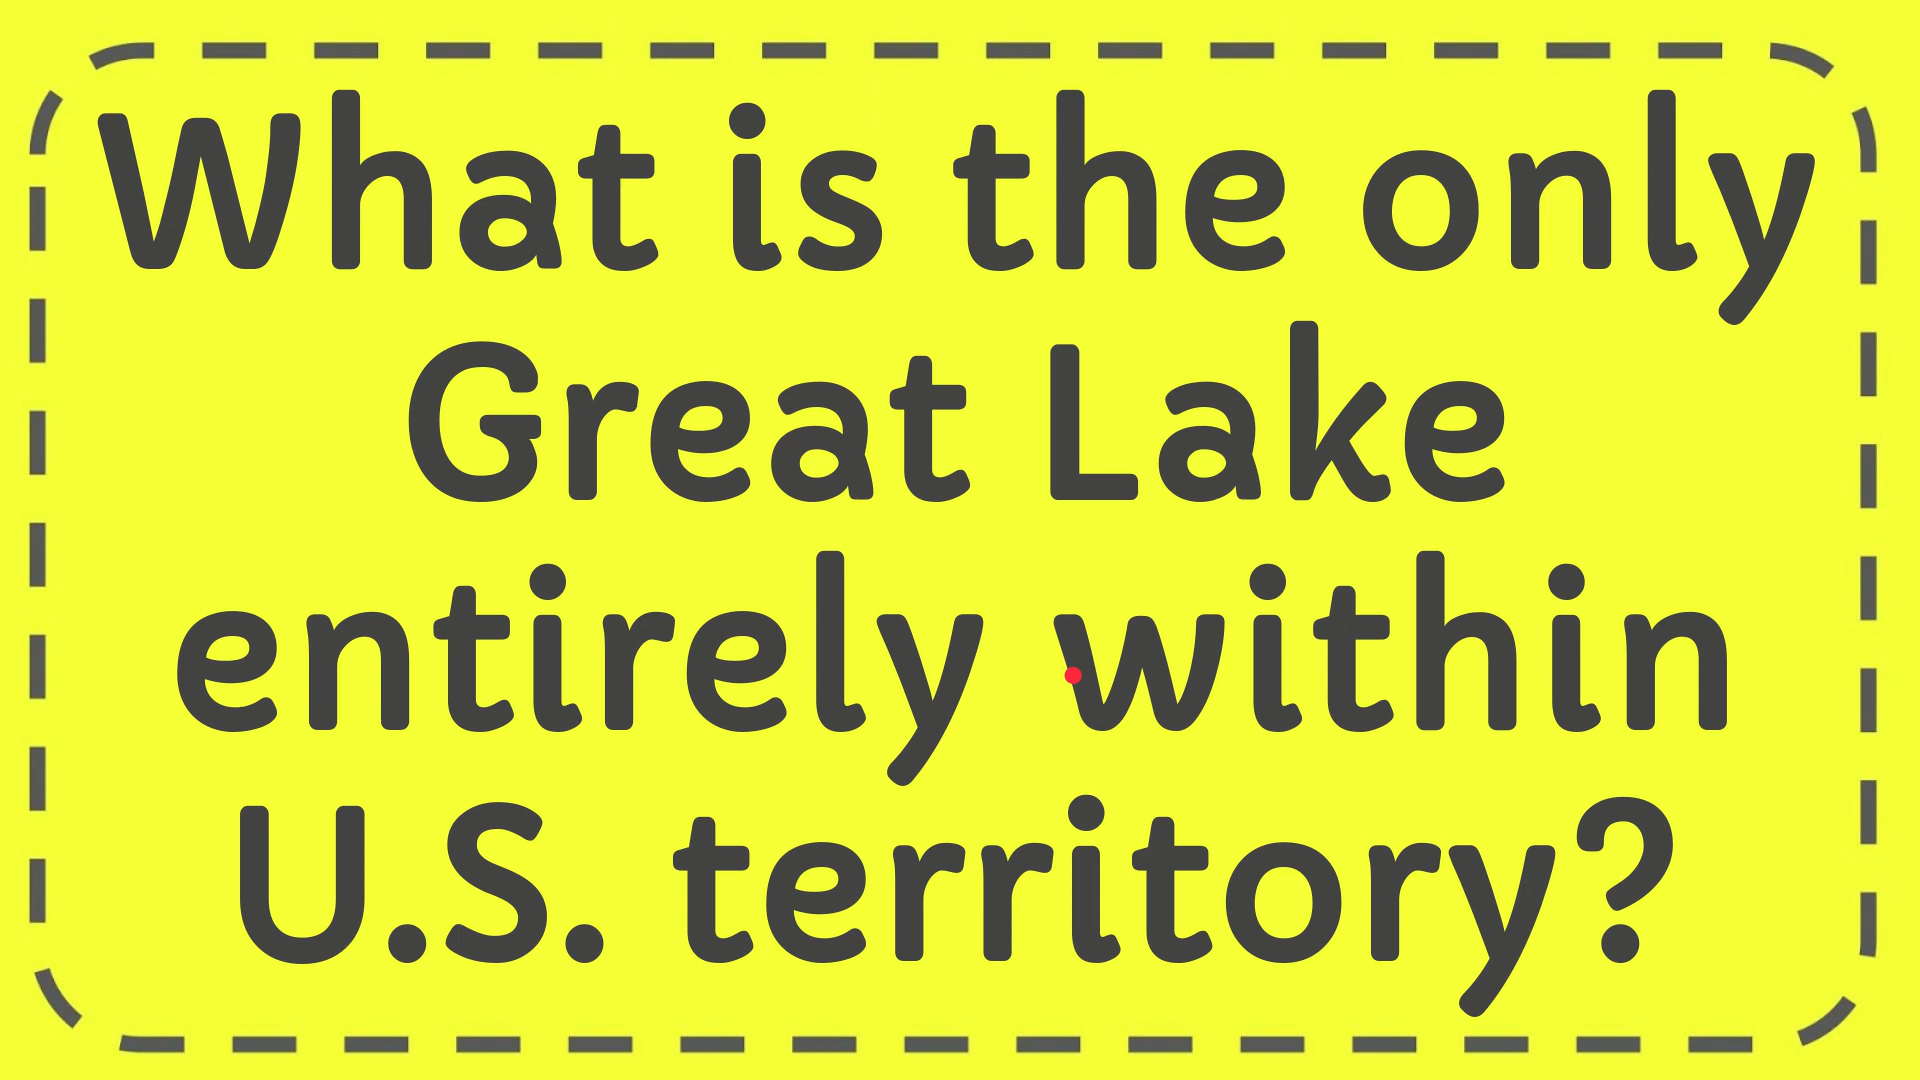 What is the only
Great Lake
entirely within
U.S. territory?